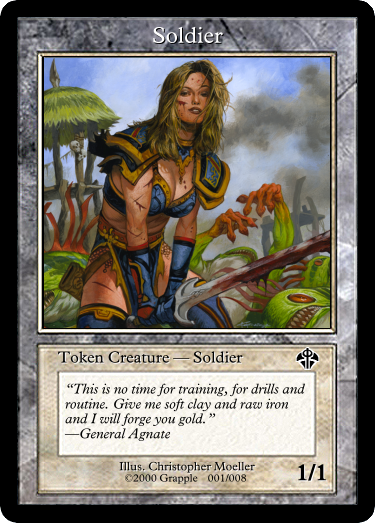 Soldier
Token Creature — Soldier
“This is no time for training, for drills and
routine. Give me soft clay and raw iron
and I will forge you gold.”
—General Agnate
Illus. Christopher Moeller
©2000 Grapple   001/008
1/1